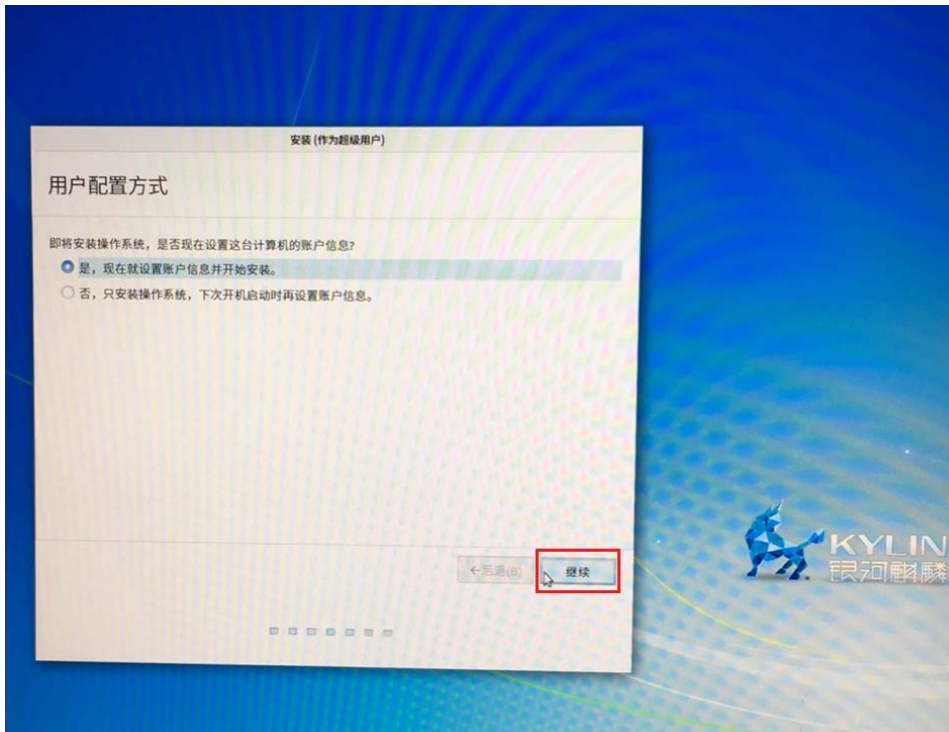 安装 (作为超级用户)
用户配置方式
即将安装操作系统，是否现在设置这台计算机的账户信息?
是，现在就设置账户信息并开始安装。
否，只安装操作系统，下次开机启动时再设置账户信息。
←后退(B)
继续
KYLIN
银河麒麟